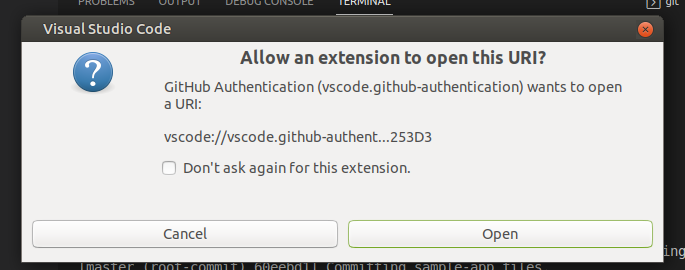 PROBLEMS OUTPUT DEBUG CONSOLE TERMINAL git
Visual Studio Code
Allow an extension to open this URI?
GitHub Authentication (vscode.github-authentication) wants to open
a URI:
vscode://vscode.github-authent...253D3
Don't ask again for this extension.
Cancel Open
ing
[master (root-commit) 60eebd1] Committing sample-app files